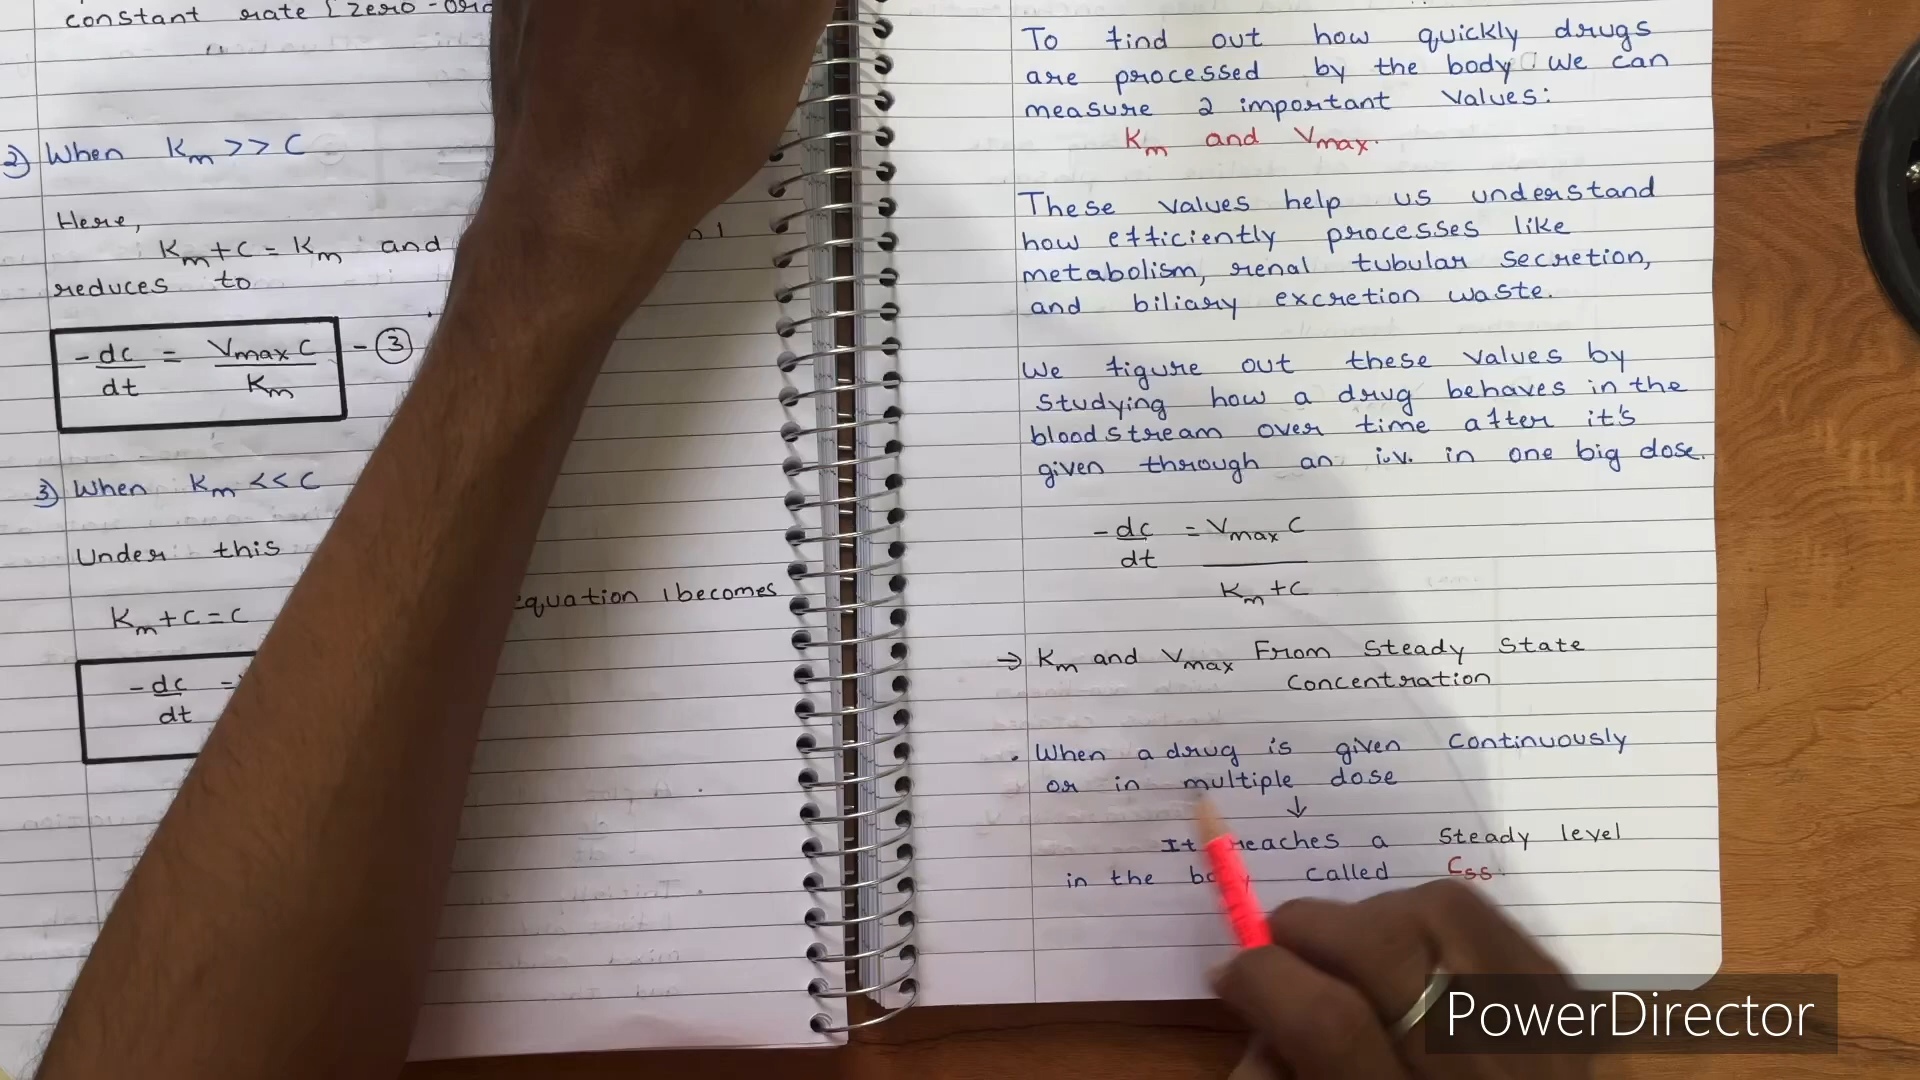 constant rate [zero-
2) When Km >> C
Here,
Km+C = Km and
reduces to
-dc/dt = Vmax C/Km - 3
3) When Km << C
Under this
equation 1 becomes
Km+C=C
-dc/dt =
To find out how quickly drugs
are processed by the body we can
measure 2 important values:
Km and Vmax.
These values help us understand
how efficiently processes like
metabolism, renal tubular secretion,
and biliary excretion waste.
We figure out these values by
studying how a drug behaves in the
bloodstream over time after it's
given through an i.v. in one big dose.
-dc/dt = Vmax C/Km+C
→ Km and Vmax From Steady State
Concentration
. When a drug is given continuously
or in multiple dose
↓
It reaches a steady level
in the called Css.
PowerDirector